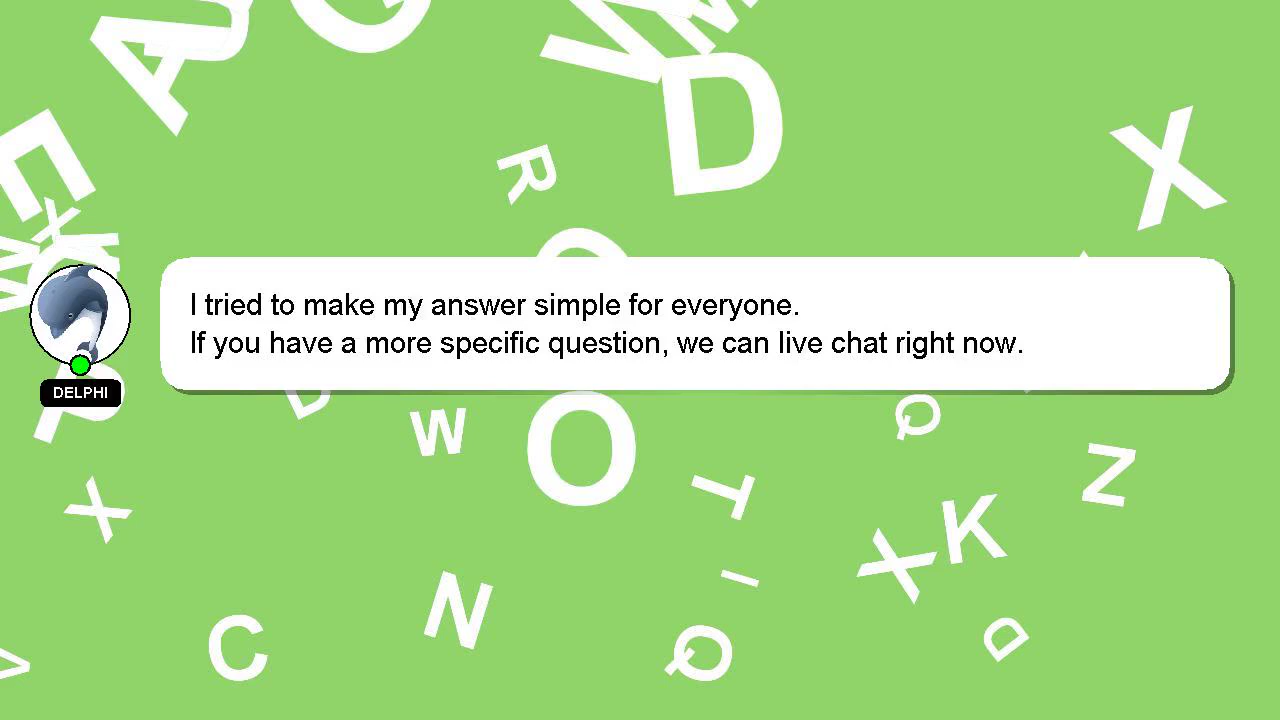 I tried to make my answer simple for everyone.
If you have a more specific question, we can live chat right now.
DELPHI
A
G
D
R
X
E
X
K
W
O
D
W
O
Q
T
N
Z
X
X
K
I
N
C
Q
D
V